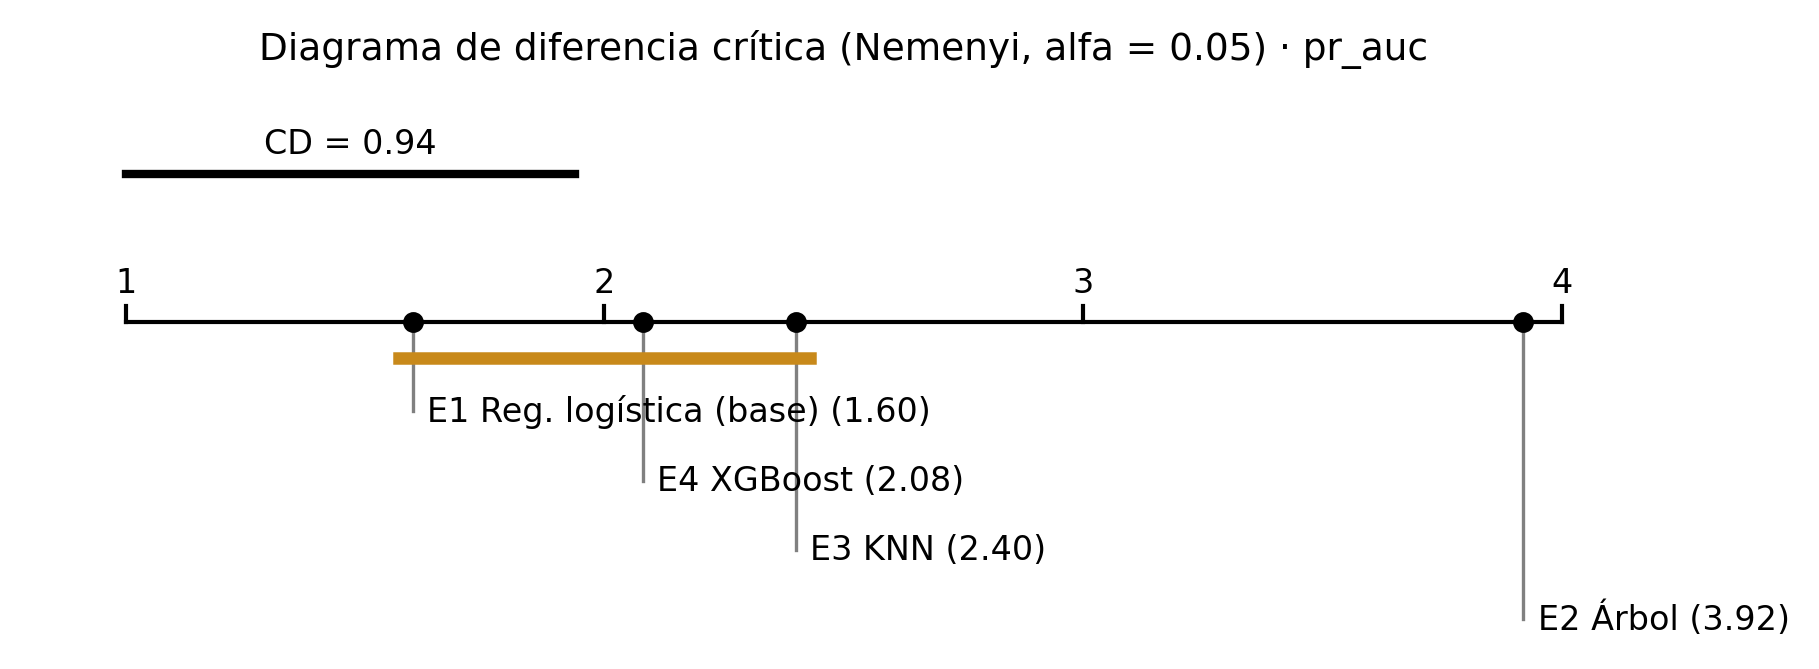 Diagrama de diferencia crítica (Nemenyi, alfa = 0.05) · pr_auc
CD = 0.94
1 2 3 4
E1 Reg. logística (base) (1.60)
E4 XGBoost (2.08)
E3 KNN (2.40)
E2 Árbol (3.92)